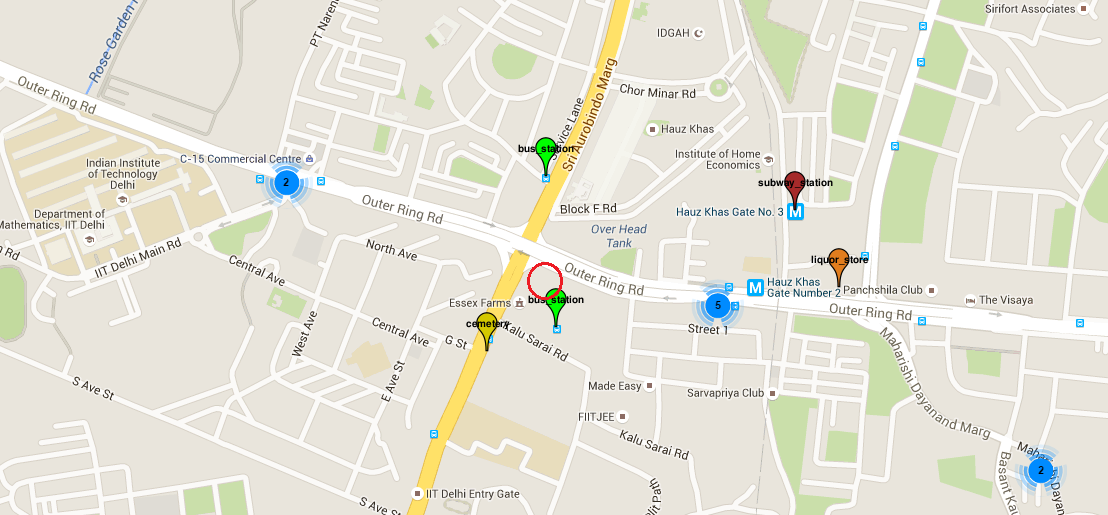 Sirifort Associates
PT Naren
IDGAH
Rose Garden
Outer Ring Rd
Sri Aurobindo Marg
Chor Minar Rd
Service Lane
Hauz Khas
bus_station
Indian Institute
of Technology
Delhi
C-15 Commercial Centre
2
Institute of Home
Economics
subway_station
Department of
Mathematics, IIT Delhi
Outer Ring Rd
Block F Rd
Hauz Khas Gate No. 3
M
Over Head
Tank
IIT Delhi Main Rd
North Ave
Central Ave
liquor_store
Outer Ring Rd
M
Hauz Khas
Gate Number 2
Panchshila Club
Essex Farms
bus_station
5
The Visaya
Outer Ring Rd
West Ave
Central Ave
cemetery
G St
Kalu Sarai Rd
Street 1
Maharishi Dayanand Marg
S Ave St
E Ave St
Made Easy
Sarvapriya Club
FIITJEE
Kalu Sarai Rd
2
Basant Kau
IIT Delhi Entry Gate
S Ave St